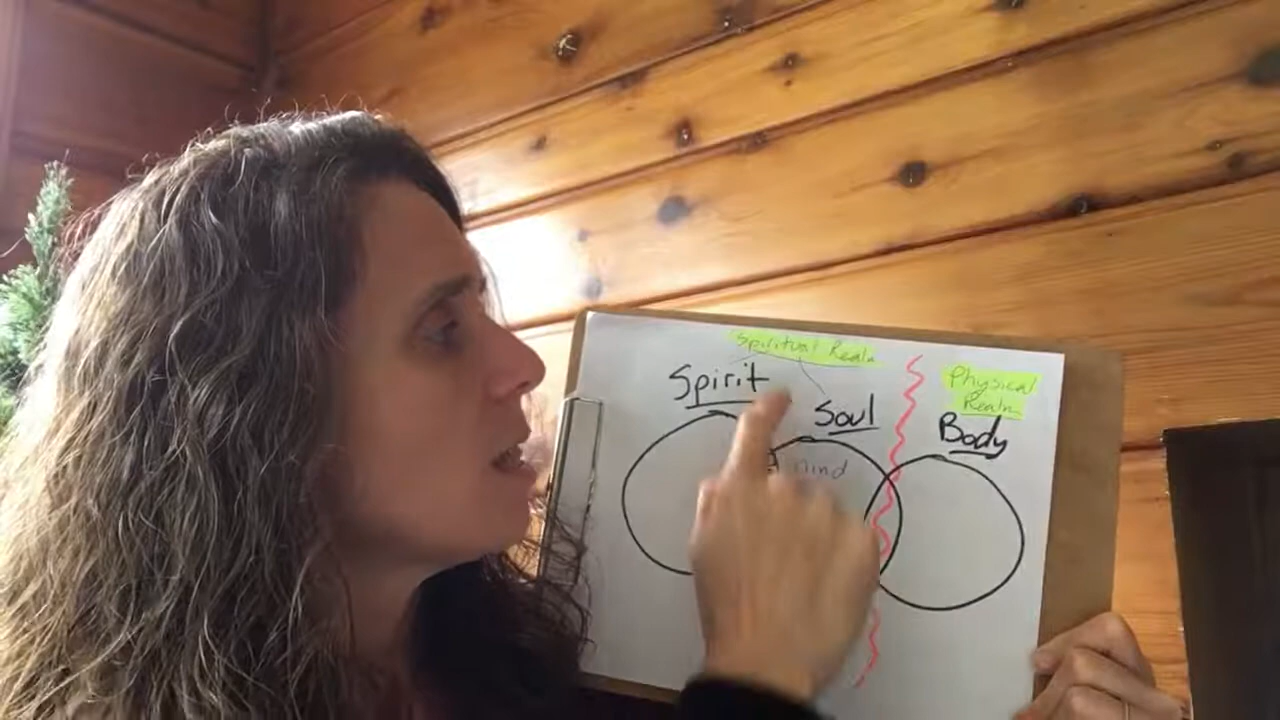 Spiritual Realm
Spirit
Soul
mind
Physical
Realm
Body